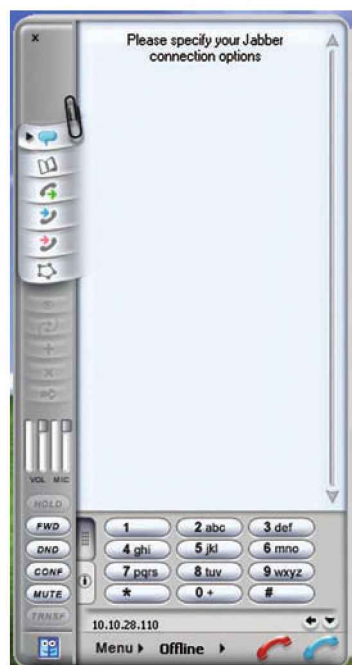 x
Please specify your Jabber
connection options
VOL MIC
HOLD
FWD
DND
CONF
MUTE
TRNSF
1 2 abc 3 def
4 ghi 5 jkl 6 mno
7 pqrs 8 tuv 9 wxyz
* 0 + #
i
10.10.28.110
Menu Offline